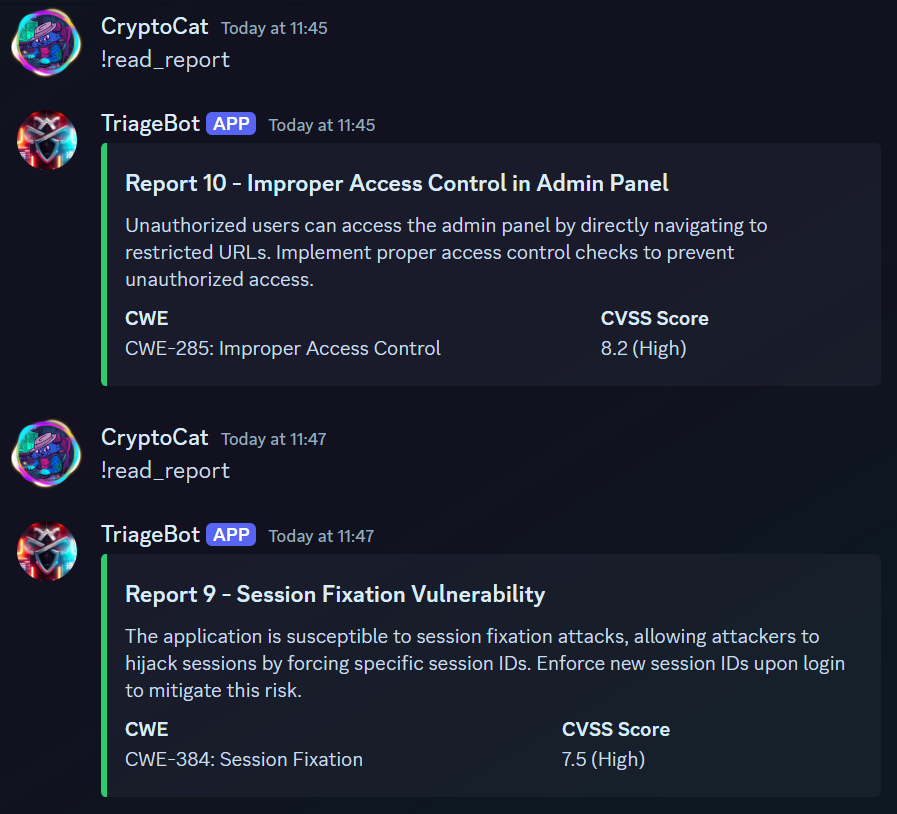 CryptoCat Today at 11:45
!read_report
TriageBot APP Today at 11:45
Report 10 - Improper Access Control in Admin Panel
Unauthorized users can access the admin panel by directly navigating to
restricted URLs. Implement proper access control checks to prevent
unauthorized access.
CWE CVSS Score
CWE-285: Improper Access Control 8.2 (High)
CryptoCat Today at 11:47
!read_report
TriageBot APP Today at 11:47
Report 9 - Session Fixation Vulnerability
The application is susceptible to session fixation attacks, allowing attackers to
hijack sessions by forcing specific session IDs. Enforce new session IDs upon login
to mitigate this risk.
CWE CVSS Score
CWE-384: Session Fixation 7.5 (High)